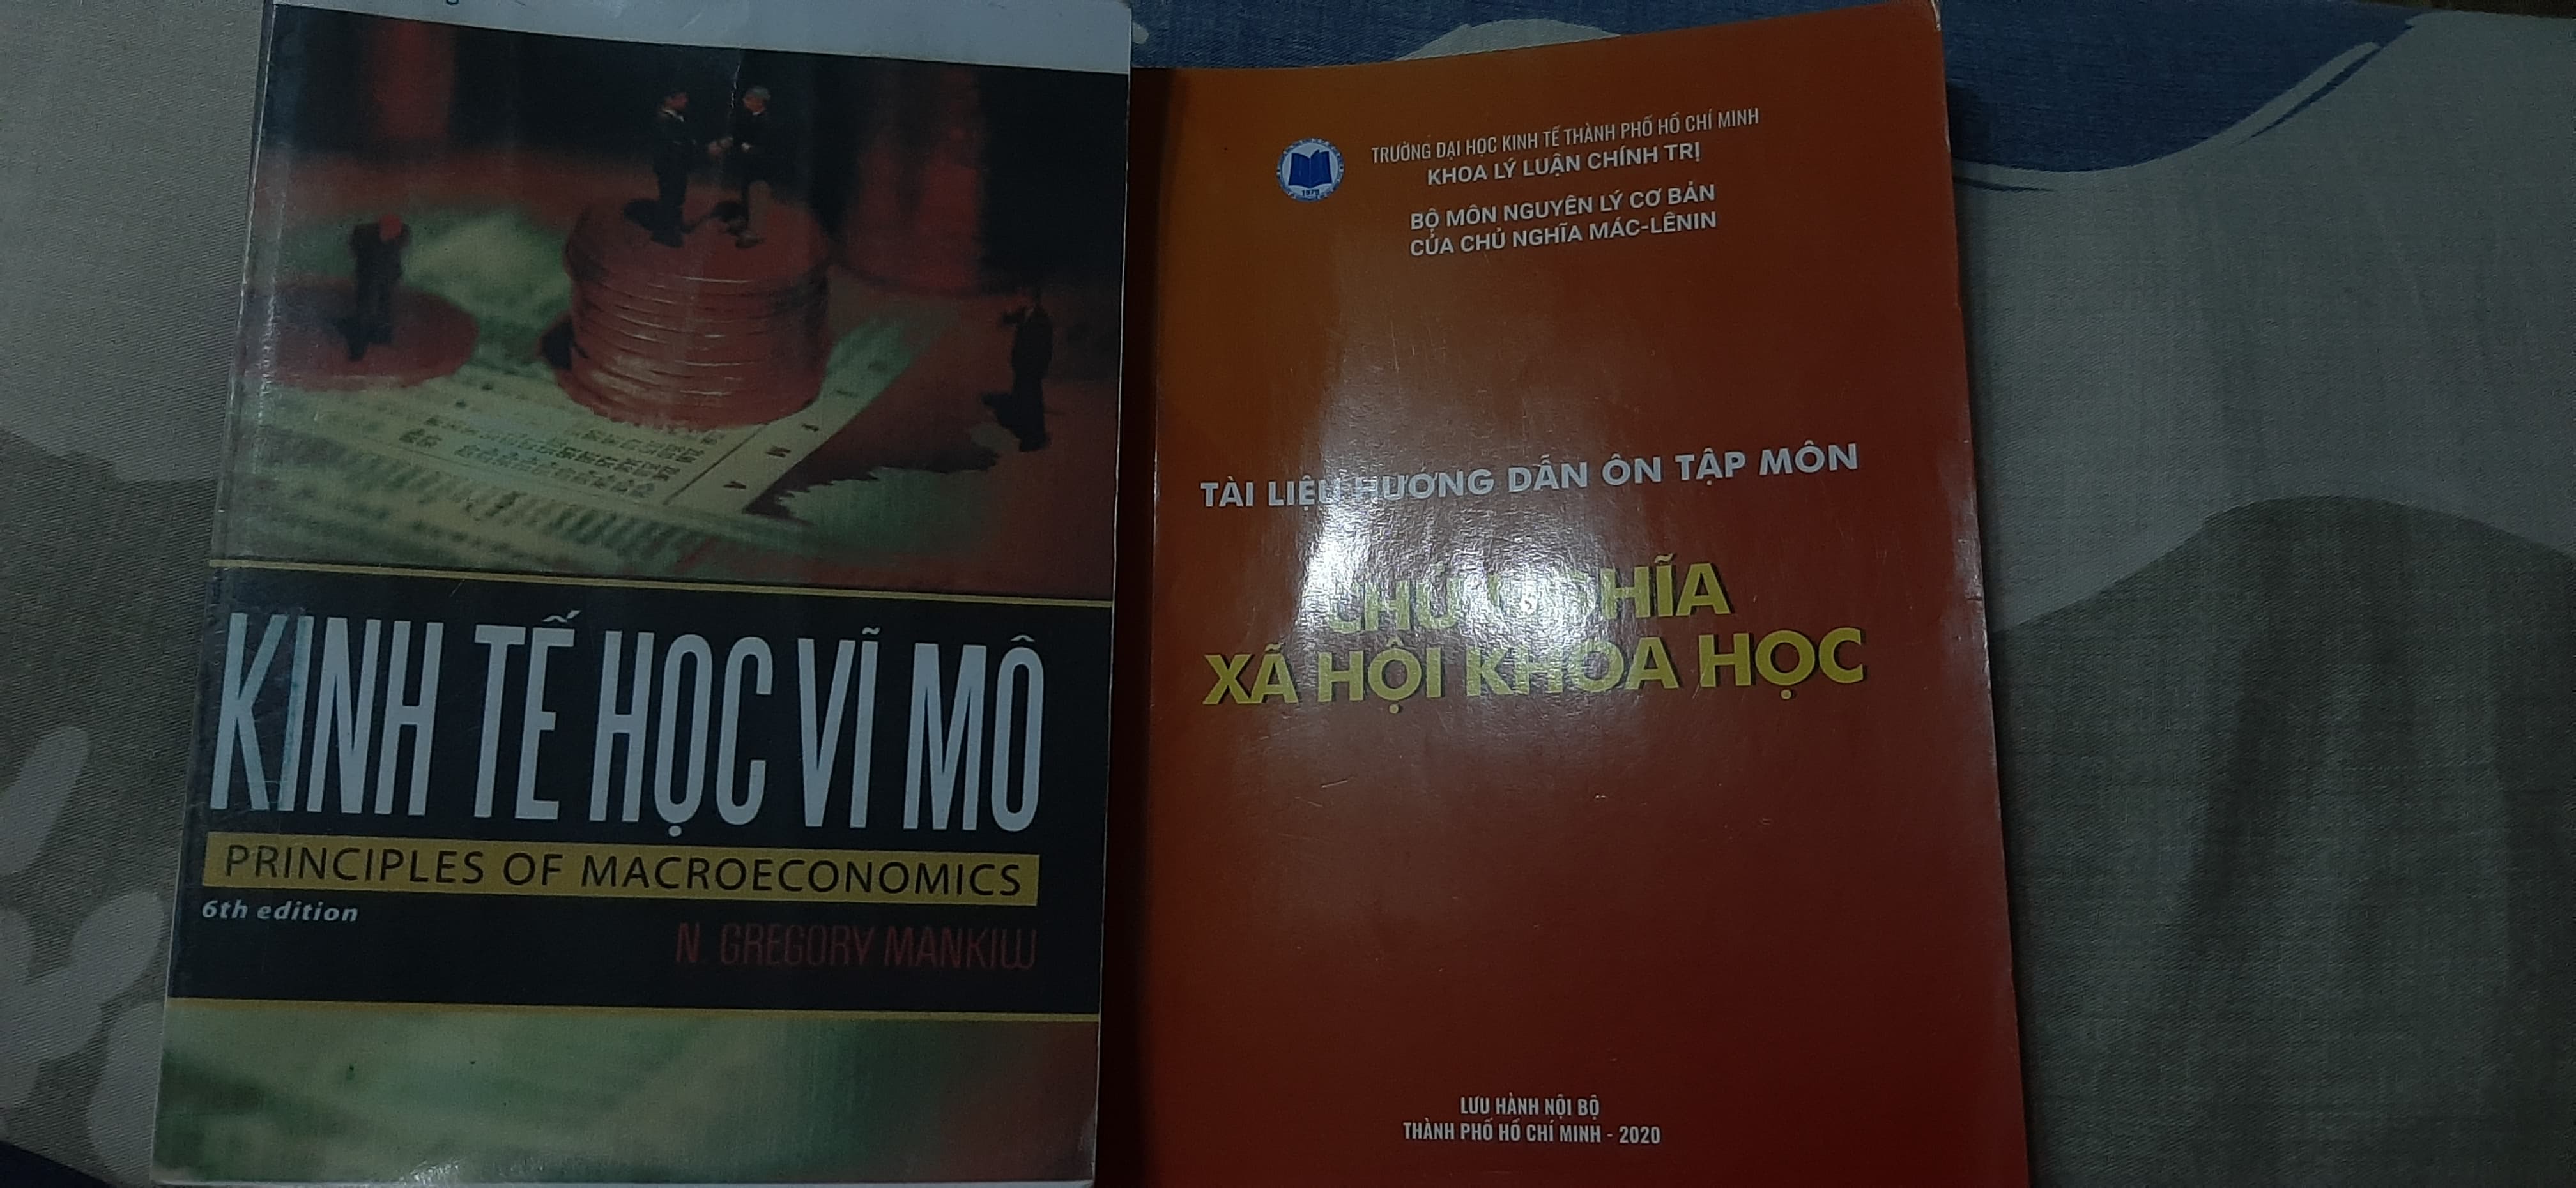 KINH TẾ HỌC VĨ MÔ
PRINCIPLES OF MACROECONOMICS
6th edition
N. GREGORY MANKIW
TRƯỜNG ĐẠI HỌC KINH TẾ THÀNH PHỐ HỒ CHÍ MINH
KHOA LÝ LUẬN CHÍNH TRỊ
BỘ MÔN NGUYÊN LÝ CƠ BẢN
CỦA CHỦ NGHĨA MÁC-LÊNIN
1976
TÀI LIỆU HƯỚNG DẪN ÔN TẬP MÔN
CHỦ NGHĨA
XÃ HỘI KHOA HỌC
LƯU HÀNH NỘI BỘ
THÀNH PHỐ HỒ CHÍ MINH - 2020